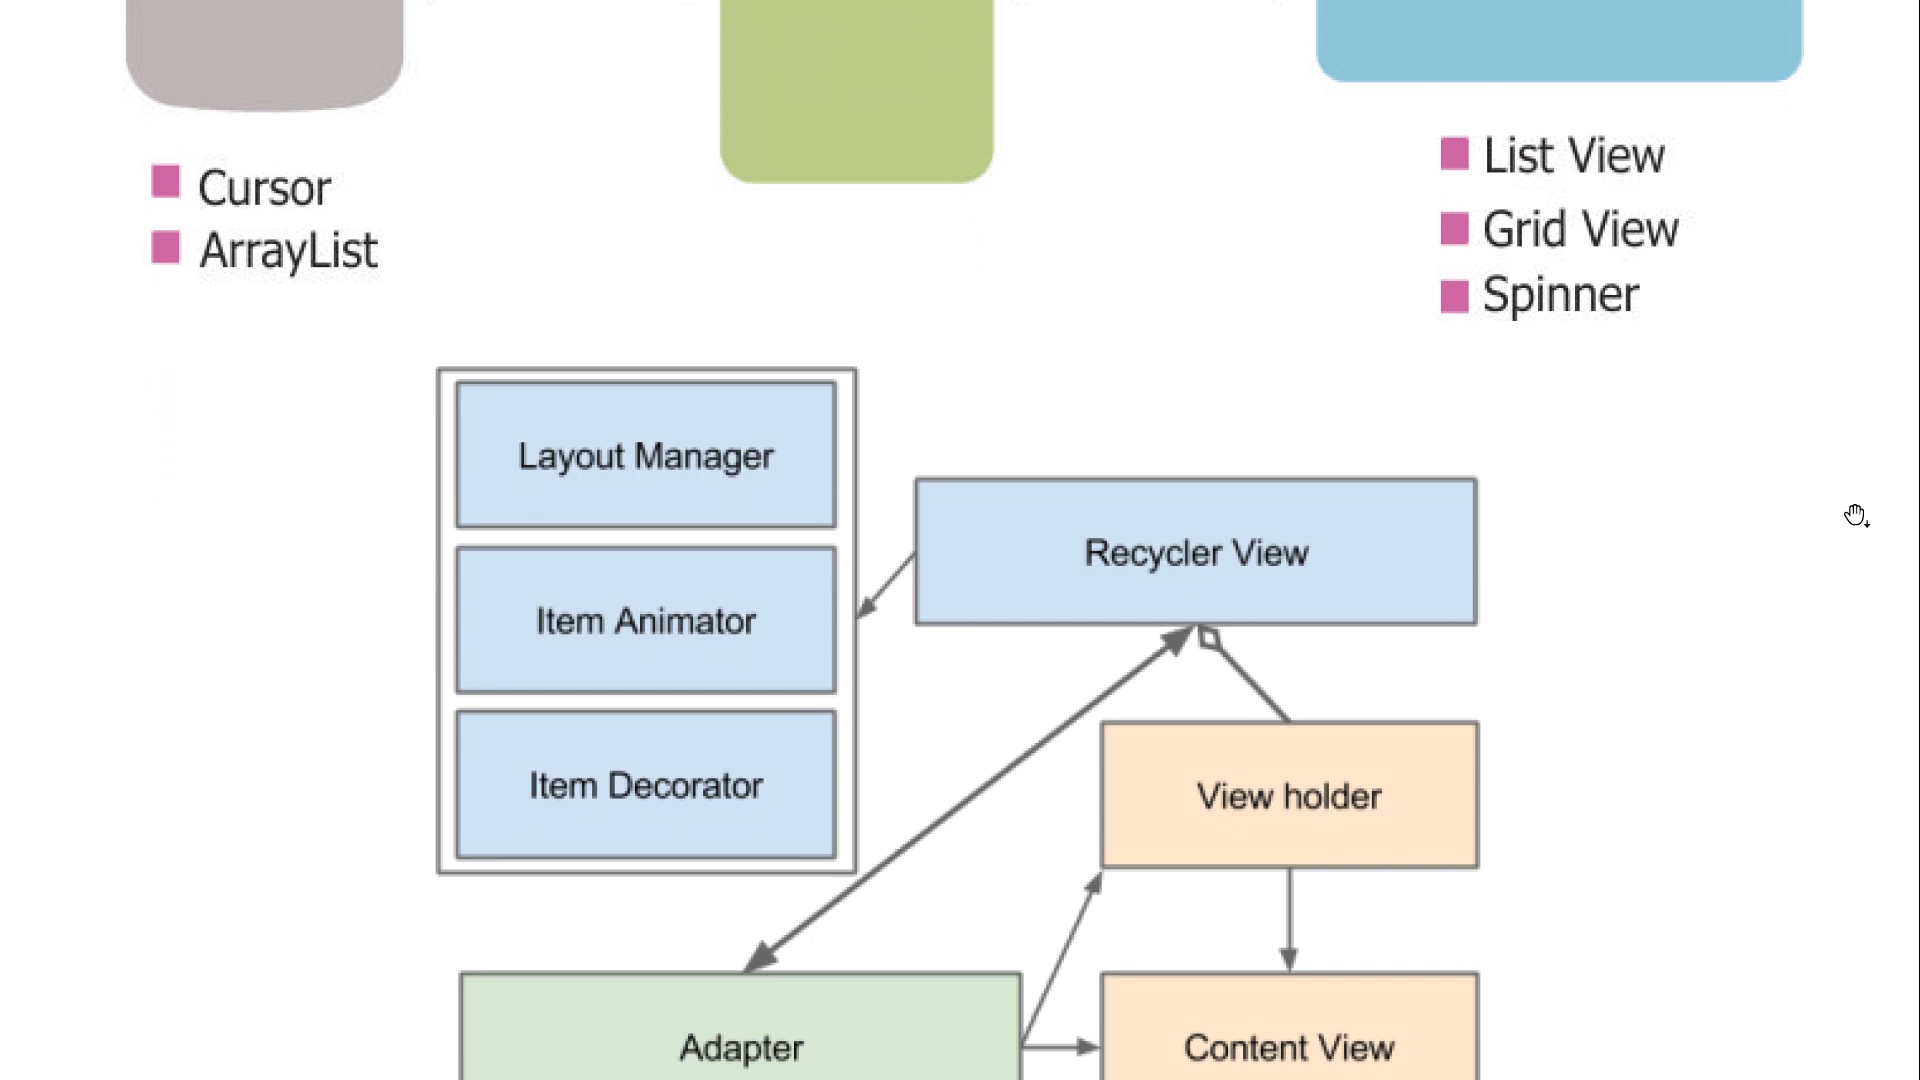 Cursor
ArrayList
List View
Grid View
Spinner
Layout Manager
Item Animator
Item Decorator
Recycler View
View holder
Adapter
Content View